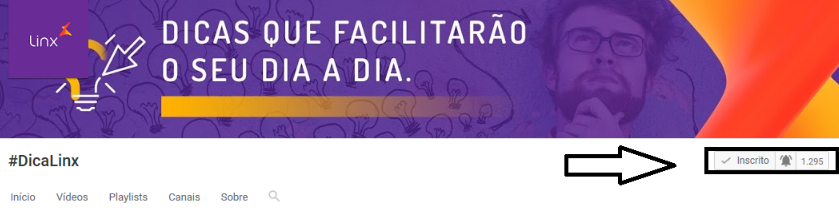 Linx
DICAS QUE FACILITARÃO
O SEU DIA A DIA.
#DicaLinx
Inscrito 1.295
Início Vídeos Playlists Canais Sobre